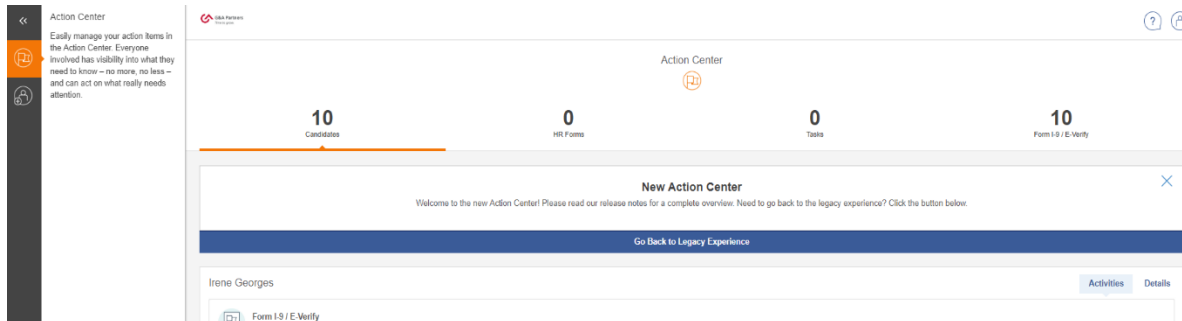 Action Center
Easily manage your action items in
the Action Center. Everyone
involved has visibility into what they
need to know – no more, no less –
and can act on what really needs
attention.
G&A Partners
?
Action Center
10
Candidates
0
HR Forms
0
Tasks
10
Form I-9 / E-Verify
New Action Center
Welcome to the new Action Center! Please read our release notes for a complete overview. Need to go back to the legacy experience? Click the button below.
Go Back to Legacy Experience
Irene Georges
Activities
Details
Form I-9 / E-Verify